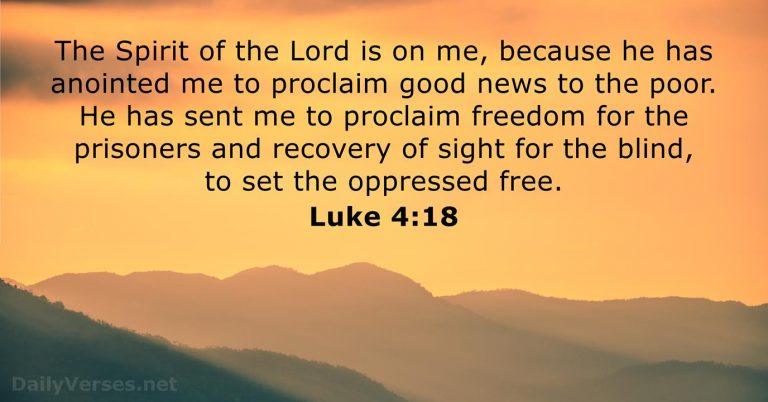 The Spirit of the Lord is on me, because he has
anointed me to proclaim good news to the poor.
He has sent me to proclaim freedom for the
prisoners and recovery of sight for the blind,
to set the oppressed free.
Luke 4:18
DailyVerses.net